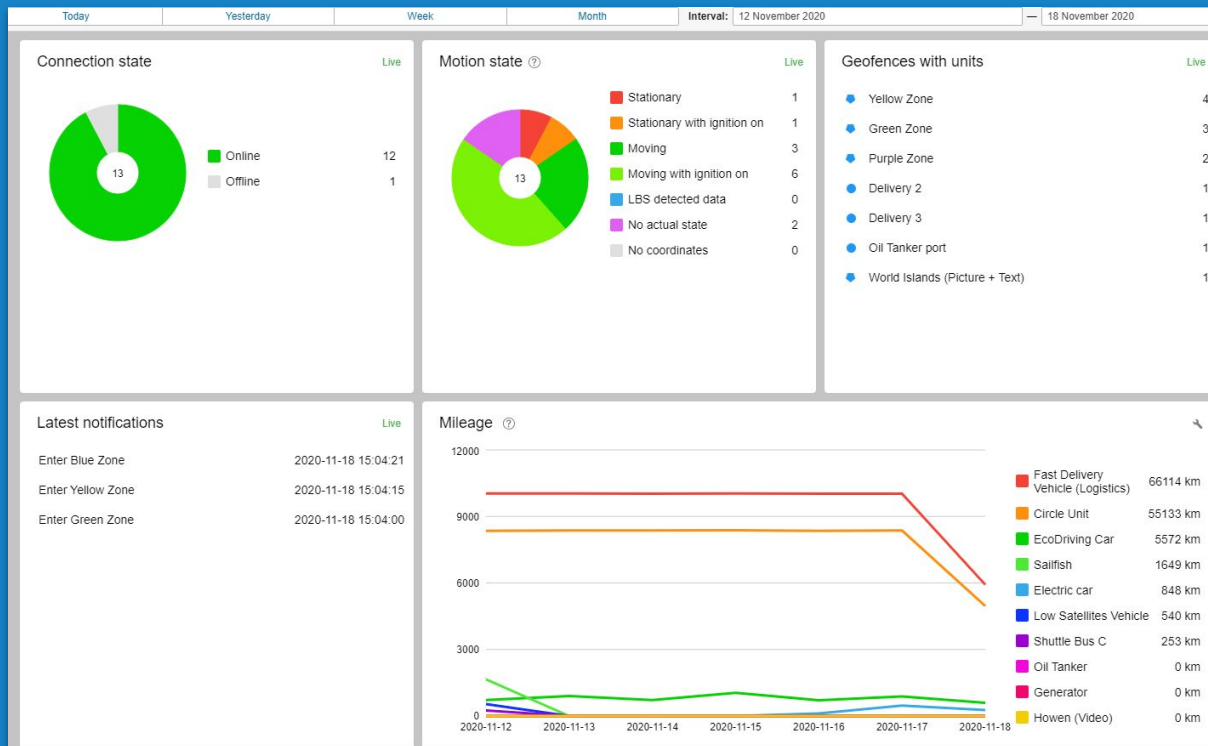 Today Yesterday Week Month Interval: 12 November 2020 — 18 November 2020
Connection state Live
13
Online 12
Offline 1
Motion state ? Live
13
Stationary 1
Stationary with ignition on 1
Moving 3
Moving with ignition on 6
LBS detected data 0
No actual state 2
No coordinates 0
Geofences with units Live
Yellow Zone 4
Green Zone 3
Purple Zone 2
Delivery 2 1
Delivery 3 1
Oil Tanker port 1
World Islands (Picture + Text) 1
Latest notifications Live
Enter Blue Zone 2020-11-18 15:04:21
Enter Yellow Zone 2020-11-18 15:04:15
Enter Green Zone 2020-11-18 15:04:00
Mileage ?
12000
9000
6000
3000
0
2020-11-12 2020-11-13 2020-11-14 2020-11-15 2020-11-16 2020-11-17 2020-11-18
Fast Delivery
Vehicle (Logistics) 66114 km
Circle Unit 55133 km
EcoDriving Car 5572 km
Sailfish 1649 km
Electric car 848 km
Low Satellites Vehicle 540 km
Shuttle Bus C 253 km
Oil Tanker 0 km
Generator 0 km
Howen (Video) 0 km